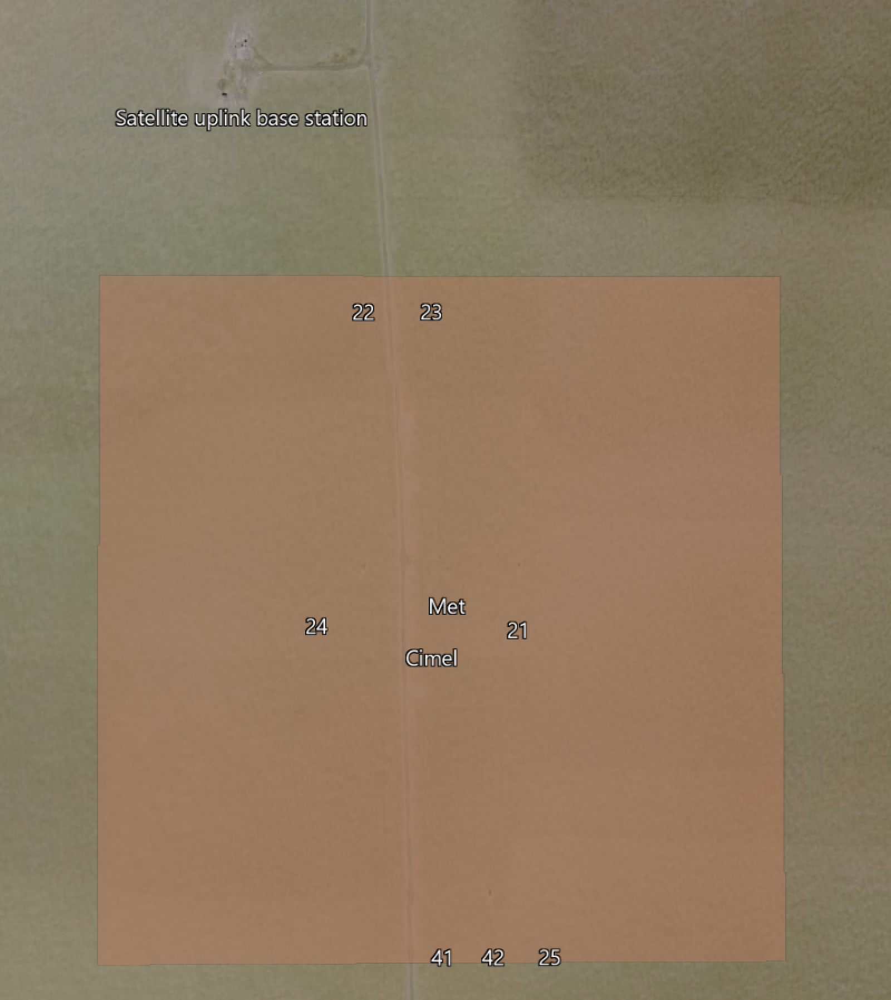 Satellite uplink base station
22 23
Met
24 21
Cimel
41 42 25